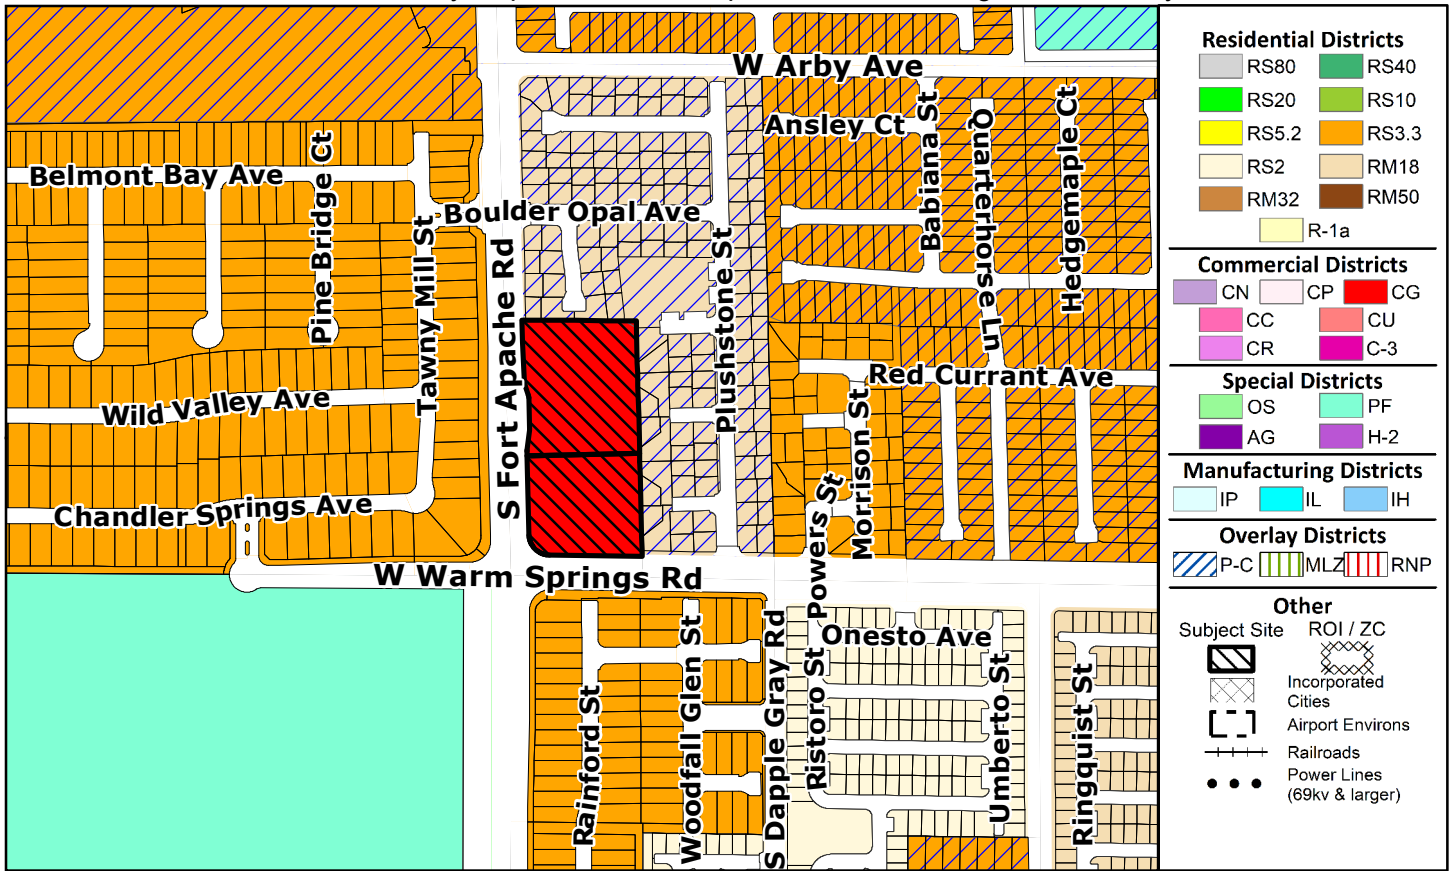 W Arby Ave
Ansley Ct
Babiana St
Quarterhorse Ln
Hedgemaple Ct
Belmont Bay Ave
Pine Bridge Ct
Boulder Opal Ave
Tawny Mill St
S Fort Apache Rd
Plushstone St
Wild Valley Ave
Red Currant Ave
Morrison St
Chandler Springs Ave
Powers St
W Warm Springs Rd
Onesto Ave
Rainford St
Woodfall Glen St
S Dapple Gray Rd
Ristoro St
Umberto St
Ringquist St
Residential Districts
RS80 RS40
RS20 RS10
RS5.2 RS3.3
RS2 RM18
RM32 RM50
R-1a
Commercial Districts
CN CP CG
CC CU
CR C-3
Special Districts
OS PF
AG H-2
Manufacturing Districts
IP IL IH
Overlay Districts
P-C MLZ RNP
Other
Subject Site ROI / ZC
Incorporated
Cities
Airport Environs
Railroads
Power Lines
(69kv & larger)